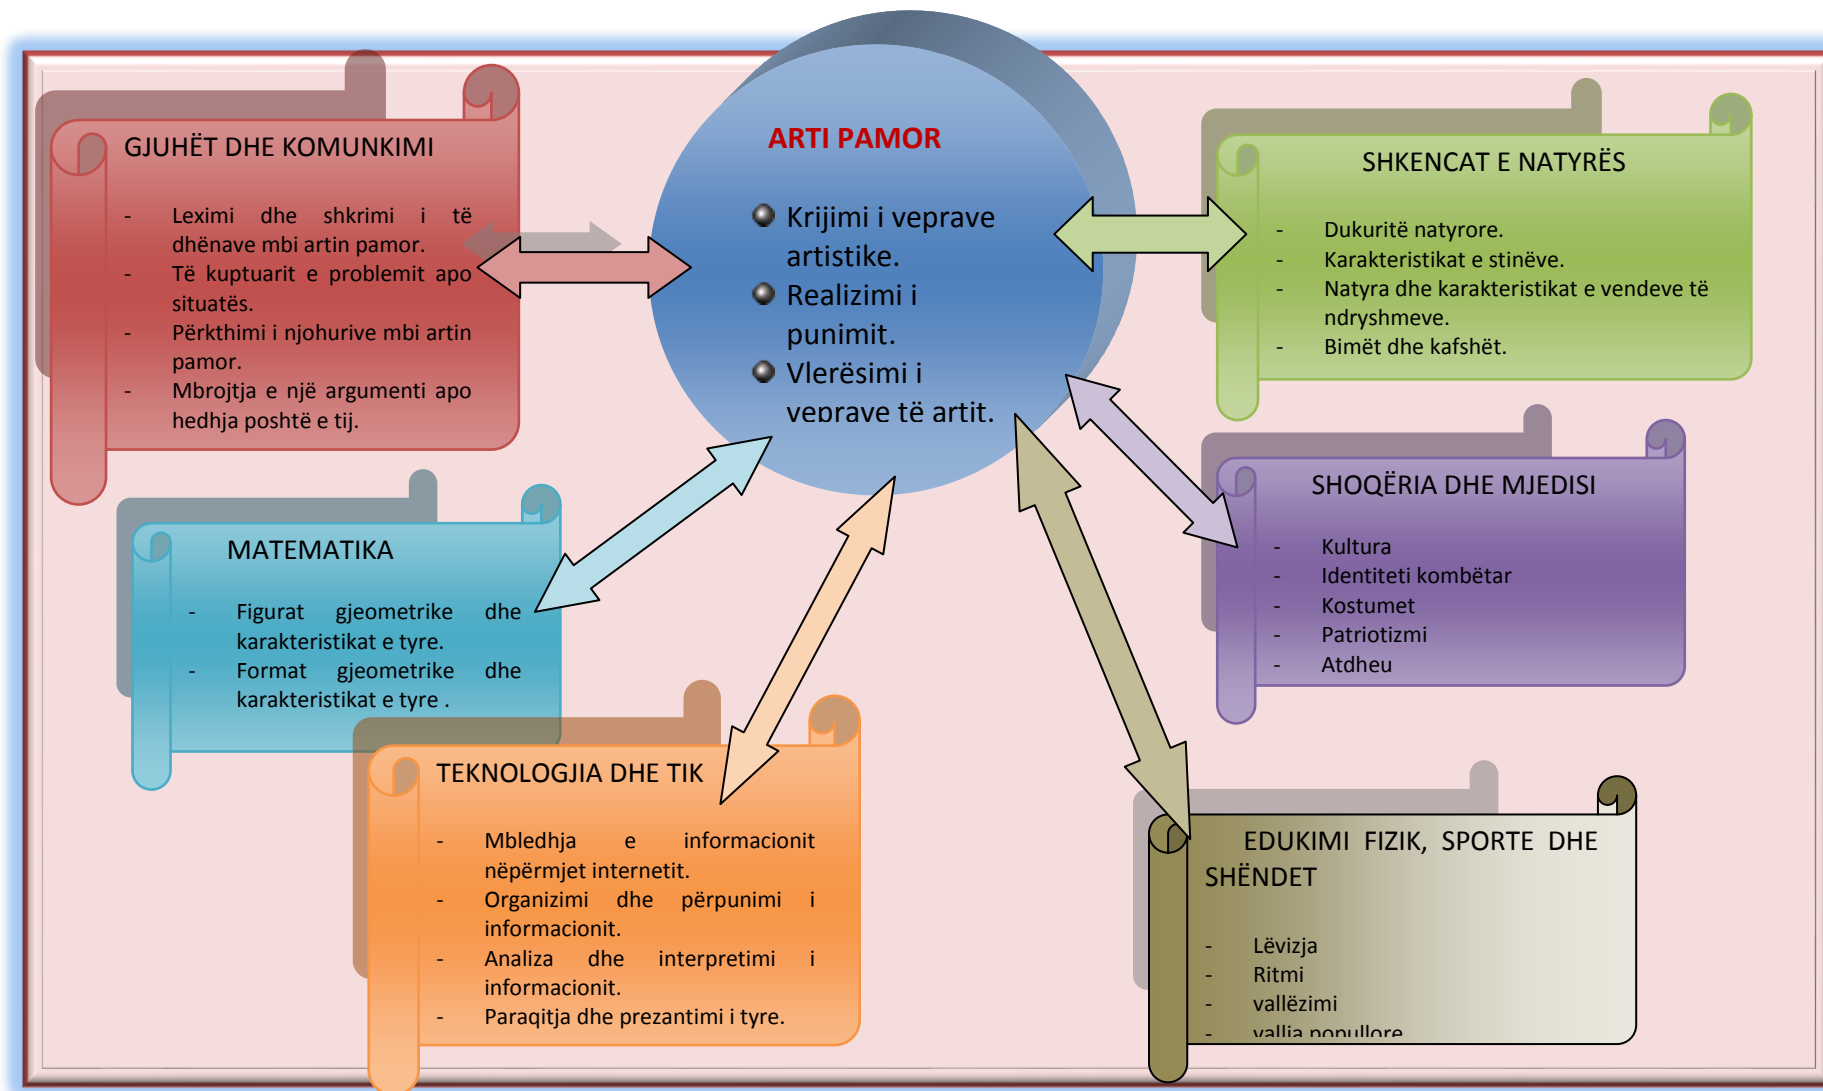 GJUHËT DHE KOMUNKIMI
- Leximi dhe shkrimi i të
dhënave mbi artin pamor.
- Të kuptuarit e problemit apo
situatës.
- Përkthimi i njohurive mbi artin
pamor.
- Mbrojtja e një argumenti apo
hedhja poshtë e tij.
ARTI PAMOR
Krijimi i veprave
artistike.
Realizimi i
punimit.
Vlerësimi i
veprave të artit.
SHKENCAT E NATYRËS
- Dukuritë natyrore.
- Karakteristikat e stinëve.
- Natyra dhe karakteristikat e vendeve të
ndryshmeve.
- Bimët dhe kafshët.
MATEMATIKA
- Figurat gjeometrike dhe
karakteristikat e tyre.
- Format gjeometrike dhe
karakteristikat e tyre .
SHOQËRIA DHE MJEDISI
- Kultura
- Identiteti kombëtar
- Kostumet
- Patriotizmi
- Atdheu
TEKNOLOGJIA DHE TIK
- Mbledhja e informacionit
nëpërmjet internetit.
- Organizimi dhe përpunimi i
informacionit.
- Analiza dhe interpretimi i
informacionit.
- Paraqitja dhe prezantimi i tyre.
EDUKIMI FIZIK, SPORTE DHE
SHËNDET
- Lëvizja
- Ritmi
- vallëzimi
- vallja popullore